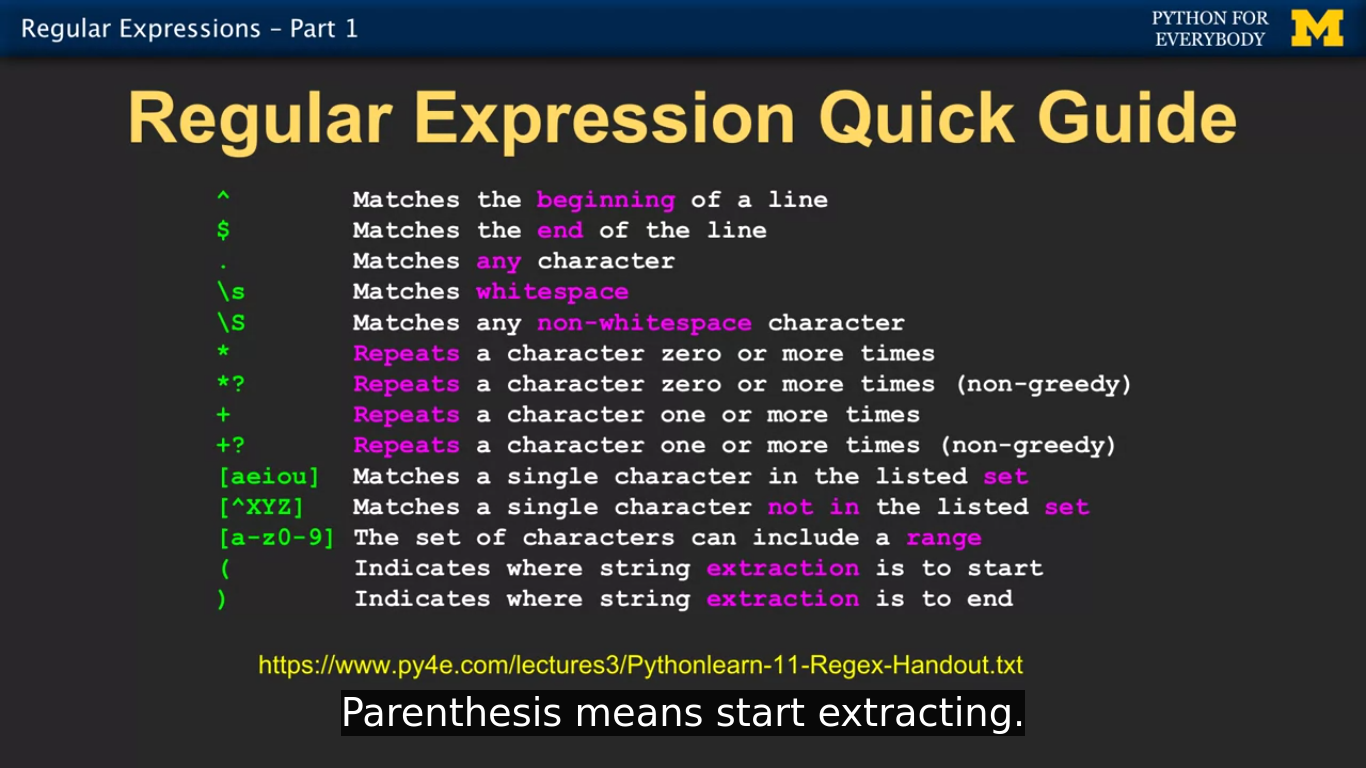 Regular Expressions – Part 1
PYTHON FOR
EVERYBODY
M
Regular Expression Quick Guide
^ Matches the beginning of a line
$ Matches the end of the line
. Matches any character
\s Matches whitespace
\S Matches any non-whitespace character
* Repeats a character zero or more times
*? Repeats a character zero or more times (non-greedy)
+ Repeats a character one or more times
+? Repeats a character one or more times (non-greedy)
[aeiou] Matches a single character in the listed set
[^XYZ] Matches a single character not in the listed set
[a-z0-9] The set of characters can include a range
( Indicates where string extraction is to start
) Indicates where string extraction is to end
https://www.py4e.com/lectures3/Pythonlearn-11-Regex-Handout.txt
Parenthesis means start extracting.